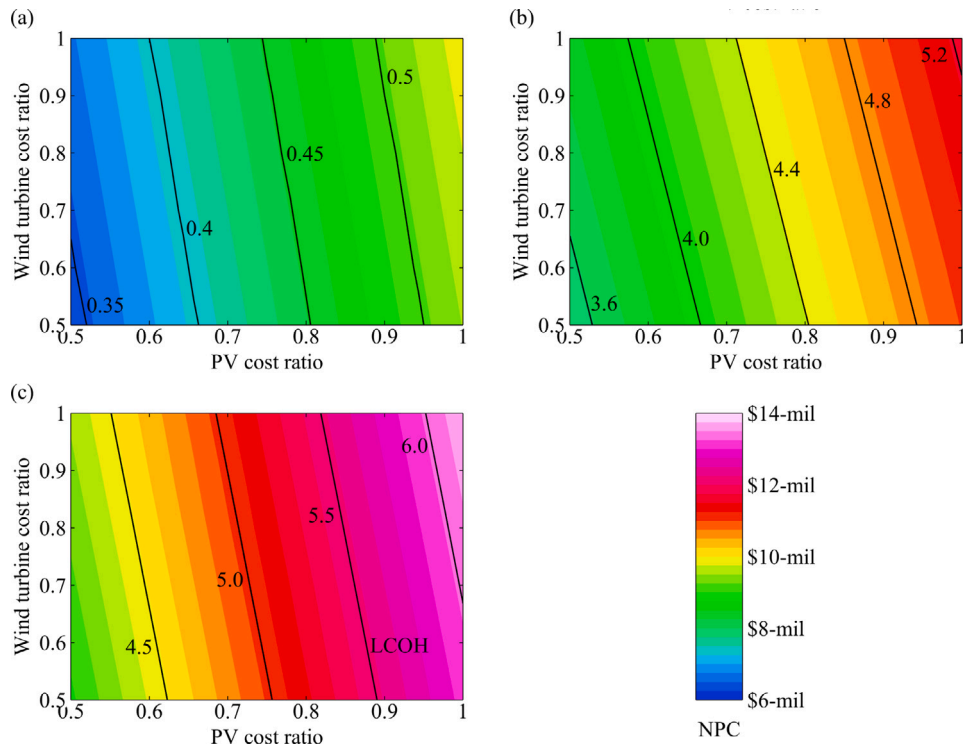 (a)
(b)
1
0.9
0.8
0.7
0.6
0.5
Wind turbine cost ratio
0.5
0.45
0.4
0.35
0.5 0.6 0.7 0.8 0.9 1
PV cost ratio
1
0.9
0.8
0.7
0.6
0.5
Wind turbine cost ratio
5.2
4.8
4.4
4.0
3.6
0.5 0.6 0.7 0.8 0.9 1
PV cost ratio
(c)
1
0.9
0.8
0.7
0.6
0.5
Wind turbine cost ratio
6.0
5.5
5.0
4.5
LCOH
0.5 0.6 0.7 0.8 0.9 1
PV cost ratio
$14-mil
$12-mil
$10-mil
$8-mil
$6-mil
NPC